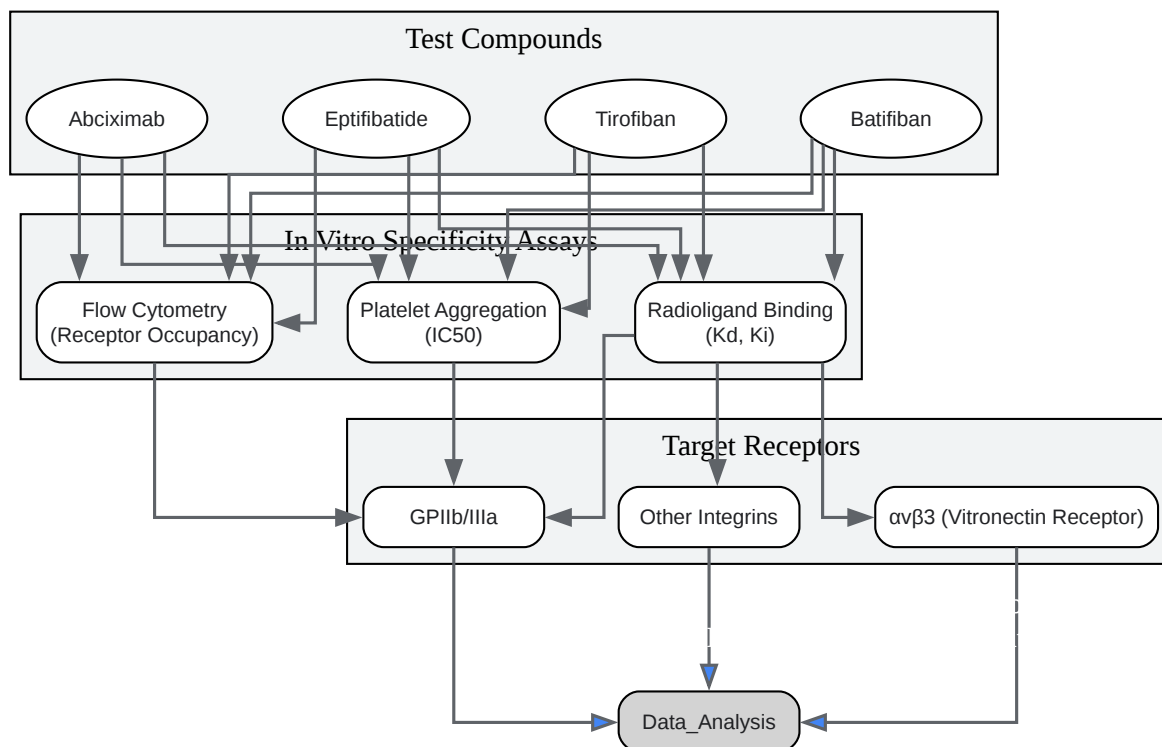 Test Compounds
Abciximab
Eptifibatide
Tirofiban
Batifiban
In Vitro Specificity Assays
Flow Cytometry
(Receptor Occupancy)
Platelet Aggregation
(IC50)
Radioligand Binding
(Kd, Ki)
Target Receptors
GPIIb/IIIa
Other Integrins
αvβ3 (Vitronectin Receptor)
Data_Analysis